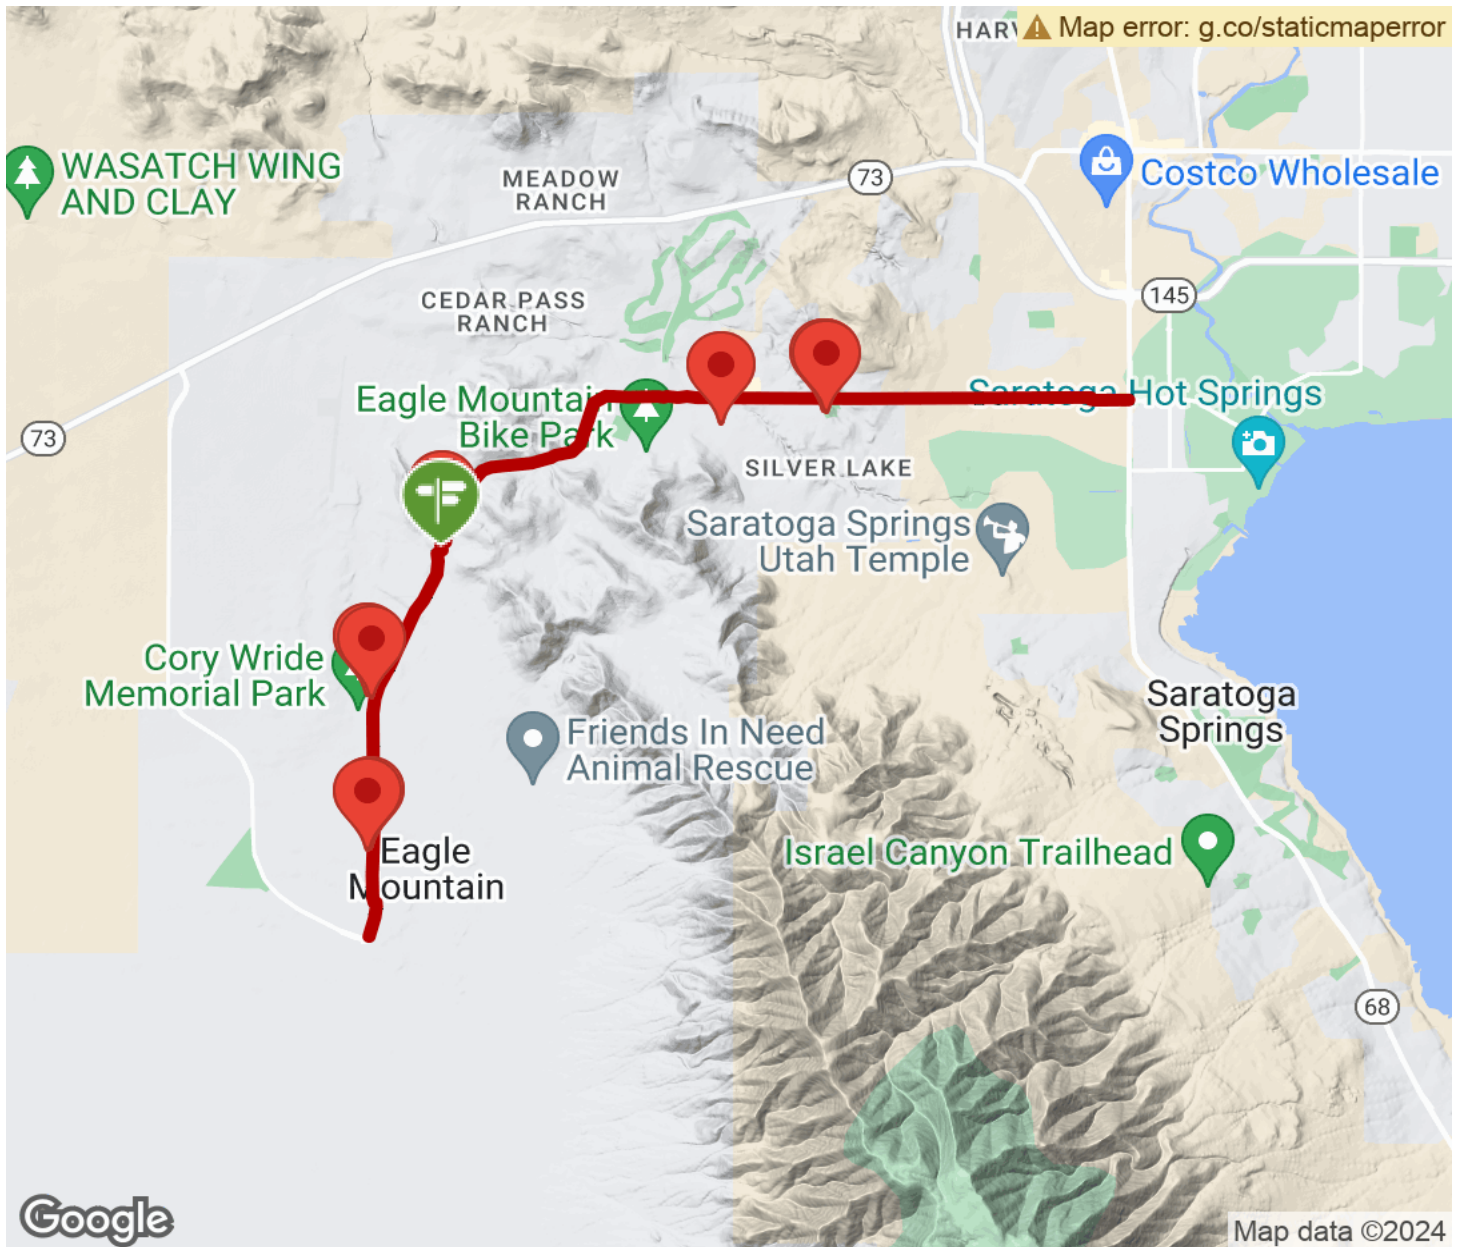 HARV
Map error: g.co/staticmaperror
WASATCH WING
AND CLAY
MEADOW
RANCH
73
Costco Wholesale
CEDAR PASS
RANCH
145
Eagle Mountain
Bike Park
Saratoga Hot Springs
73
SILVER LAKE
Saratoga Springs
Utah Temple
Cory Wride
Memorial Park
Saratoga
Springs
Friends In Need
Animal Rescue
Eagle
Mountain
Israel Canyon Trailhead
68
Google
Map data ©2024